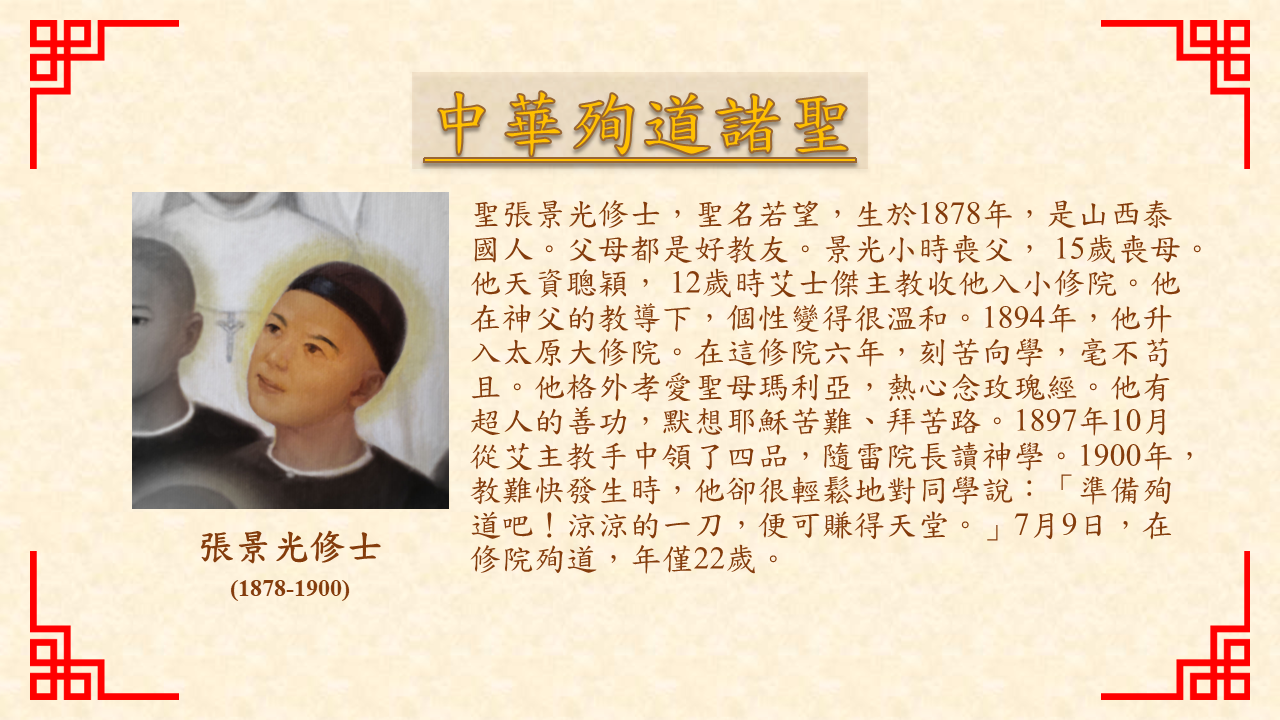 中華殉道諸聖
聖張景光修士，聖名若望，生於1878年，是山西泰
國人。父母都是好教友。景光小時喪父， 15歲喪母。
他天資聰穎， 12歲時艾士傑主教收他入小修院。他
在神父的教導下，個性變得很溫和。1894年，他升
入太原大修院。在這修院六年，刻苦向學，毫不苟
且。他格外孝愛聖母瑪利亞，熱心念玫瑰經。他有
超人的善功，默想耶穌苦難、拜苦路。1897年10月
從艾主教手中領了四品，隨雷院長讀神學。1900年，
教難快發生時，他卻很輕鬆地對同學說：「準備殉
道吧！涼涼的一刀，便可賺得天堂。」7月9日，在
修院殉道，年僅22歲。
張景光修士
(1878-1900)